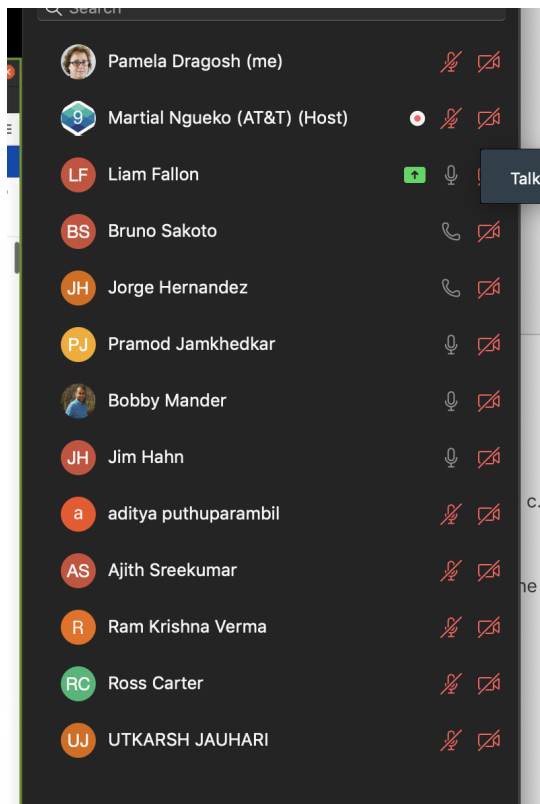 Search
Pamela Dragosh (me)
9 Martial Ngueko (AT&T) (Host)
LF Liam Fallon
Talk
BS Bruno Sakoto
JH Jorge Hernandez
PJ Pramod Jamkhedkar
Bobby Mander
JH Jim Hahn
c.
a aditya puthuparambil
AS Ajith Sreekumar
R Ram Krishna Verma
RC Ross Carter
UJ UTKARSH JAUHARI